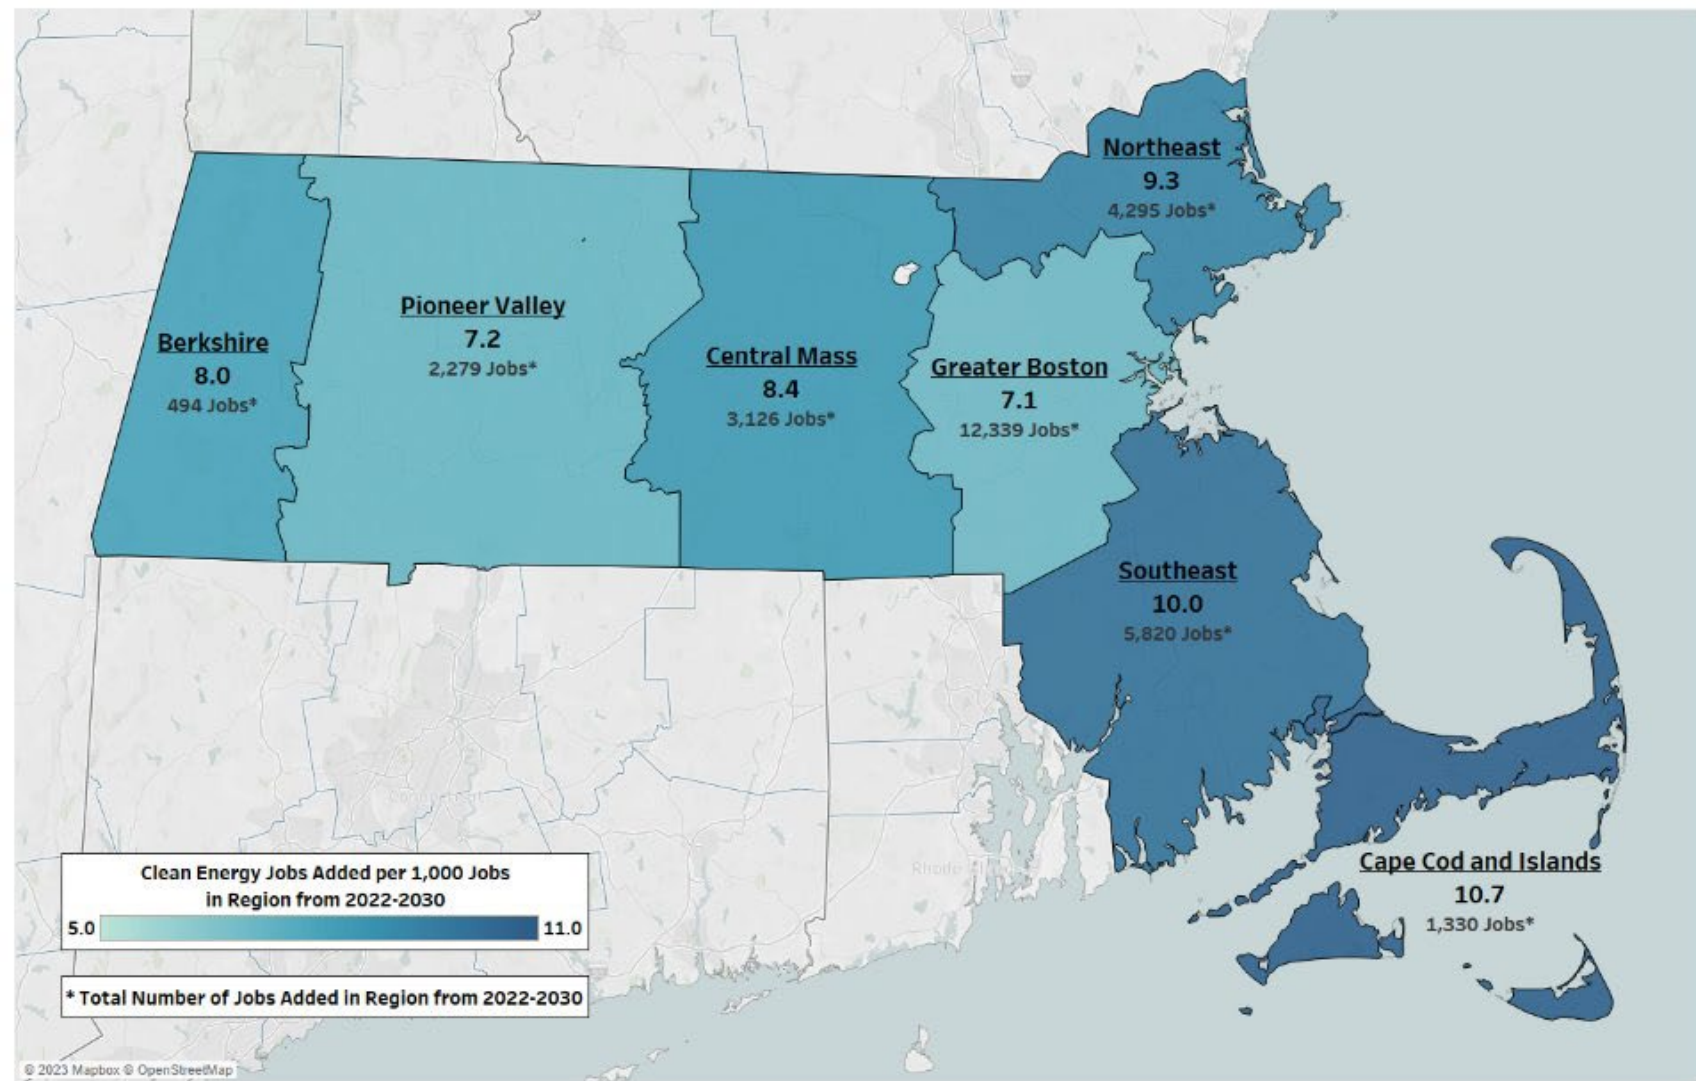 Northeast
9.3
4,295 Jobs*
Pioneer Valley
7.2
2,279 Jobs*
Berkshire
8.0
494 Jobs*
Central Mass
8.4
3,126 Jobs*
Greater Boston
7.1
12,339 Jobs*
Southeast
10.0
5,820 Jobs*
Cape Cod and Islands
10.7
1,330 Jobs*
Clean Energy Jobs Added per 1,000 Jobs
in Region from 2022-2030
5.0 11.0
* Total Number of Jobs Added in Region from 2022-2030
© 2023 Mapbox © OpenStreetMap